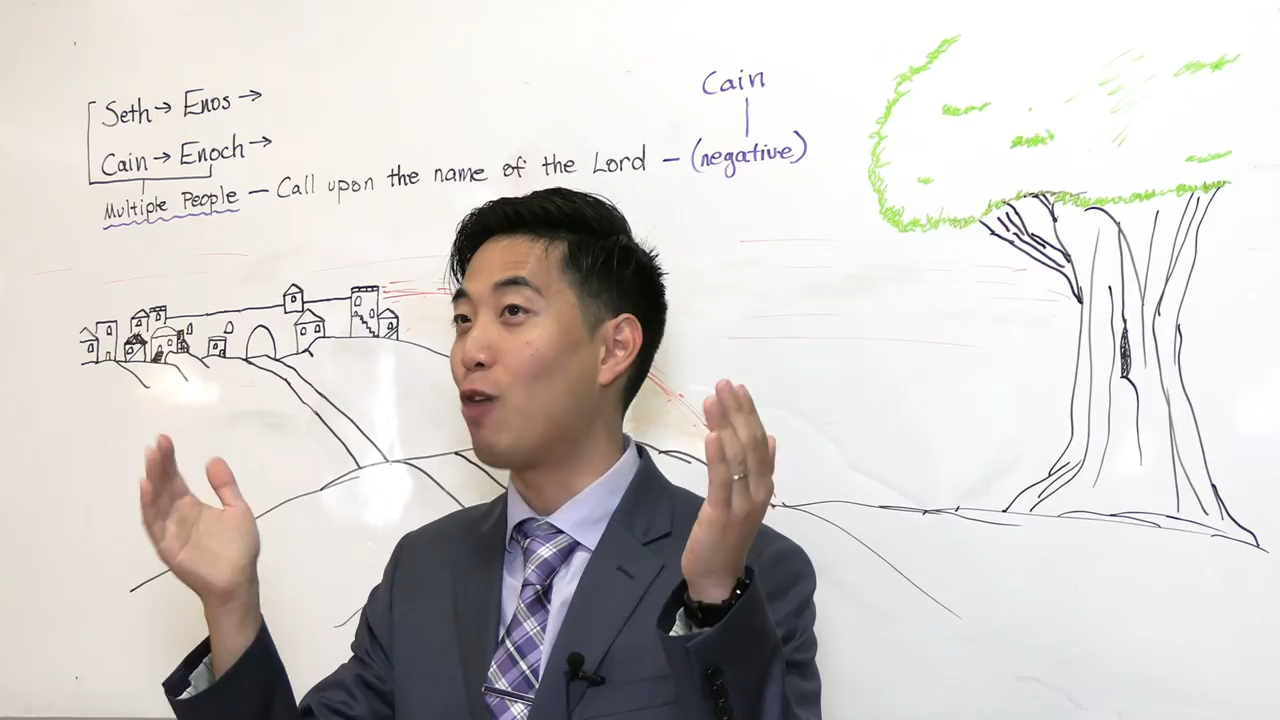 Seth → Enos →
Cain → Enoch →
Multiple People – Call upon the name of the Lord – (negative)
Cain